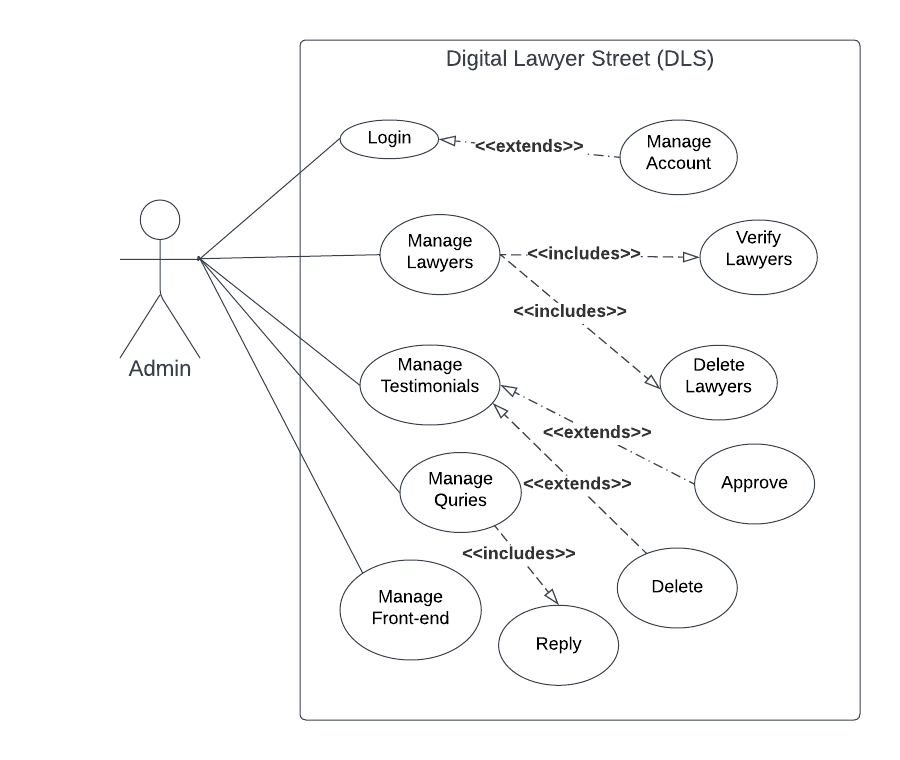 Digital Lawyer Street (DLS)
Login
<<extends>>
Manage
Account
Manage
Lawyers
<<includes>>
Verify
Lawyers
<<includes>>
Admin
Manage
Testimonials
Delete
Lawyers
<<extends>>
Manage
Quries
<<extends>>
Approve
<<includes>>
Manage
Front-end
Delete
Reply